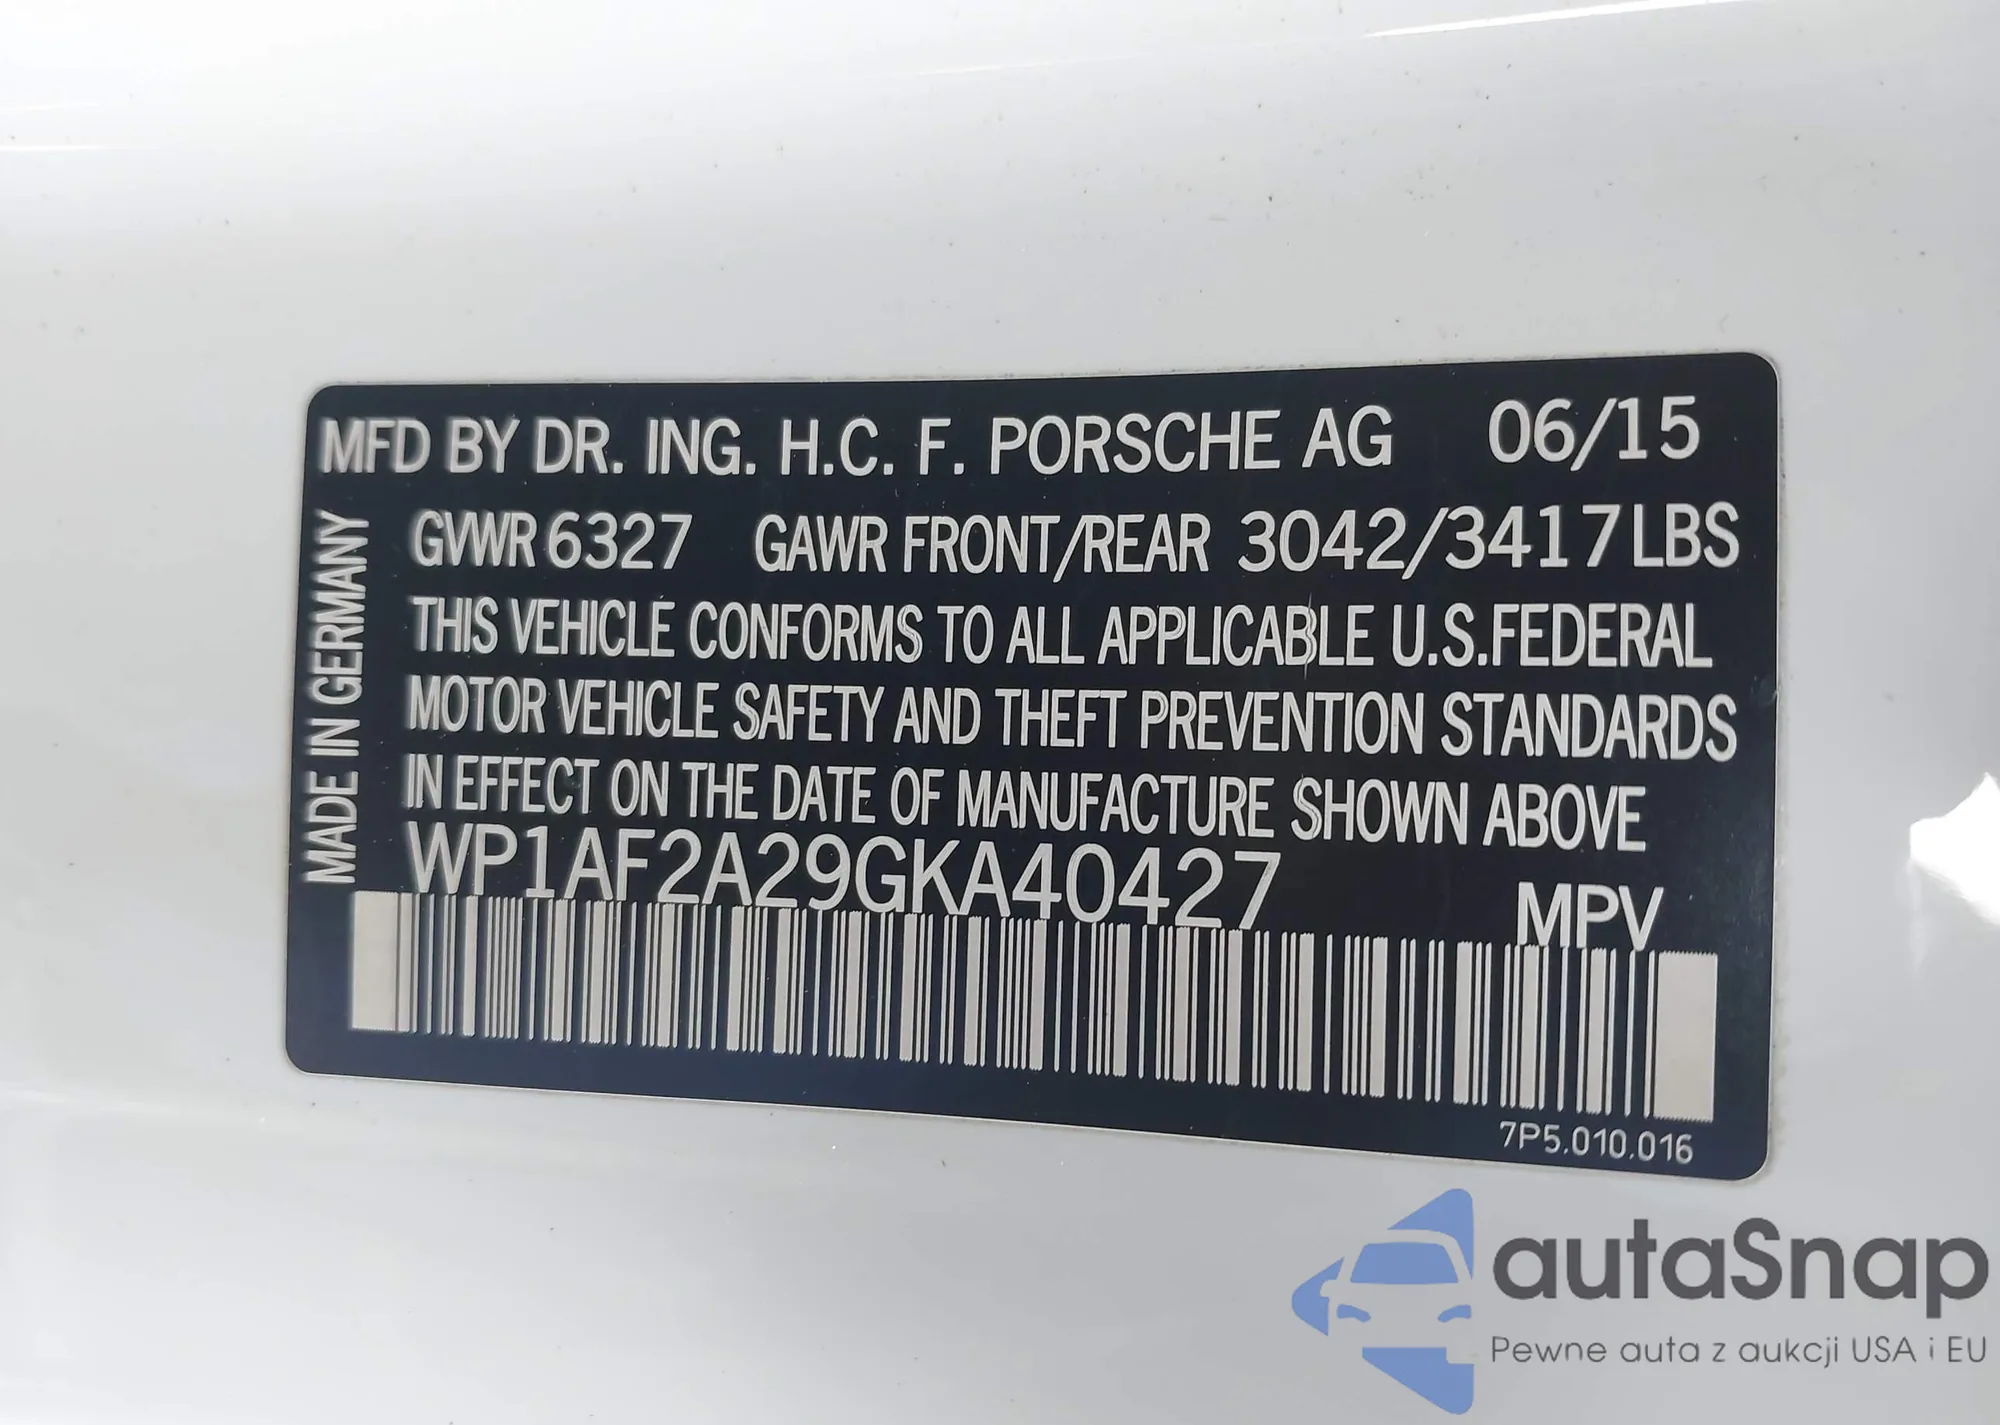 MFD BY DR. ING. H.C. F. PORSCHE AG 06/15
GVWR 6327 GAWR FRONT/REAR 3042/3417LBS
THIS VEHICLE CONFORMS TO ALL APPLICABLE U.S.FEDERAL
MOTOR VEHICLE SAFETY AND THEFT PREVENTION STANDARDS
IN EFFECT ON THE DATE OF MANUFACTURE SHOWN ABOVE
WP1AF2A29GKA40427 MPV
MADE IN GERMANY
7P5.010.016
autaSnap
Pewne auta z aukcji USA i EU